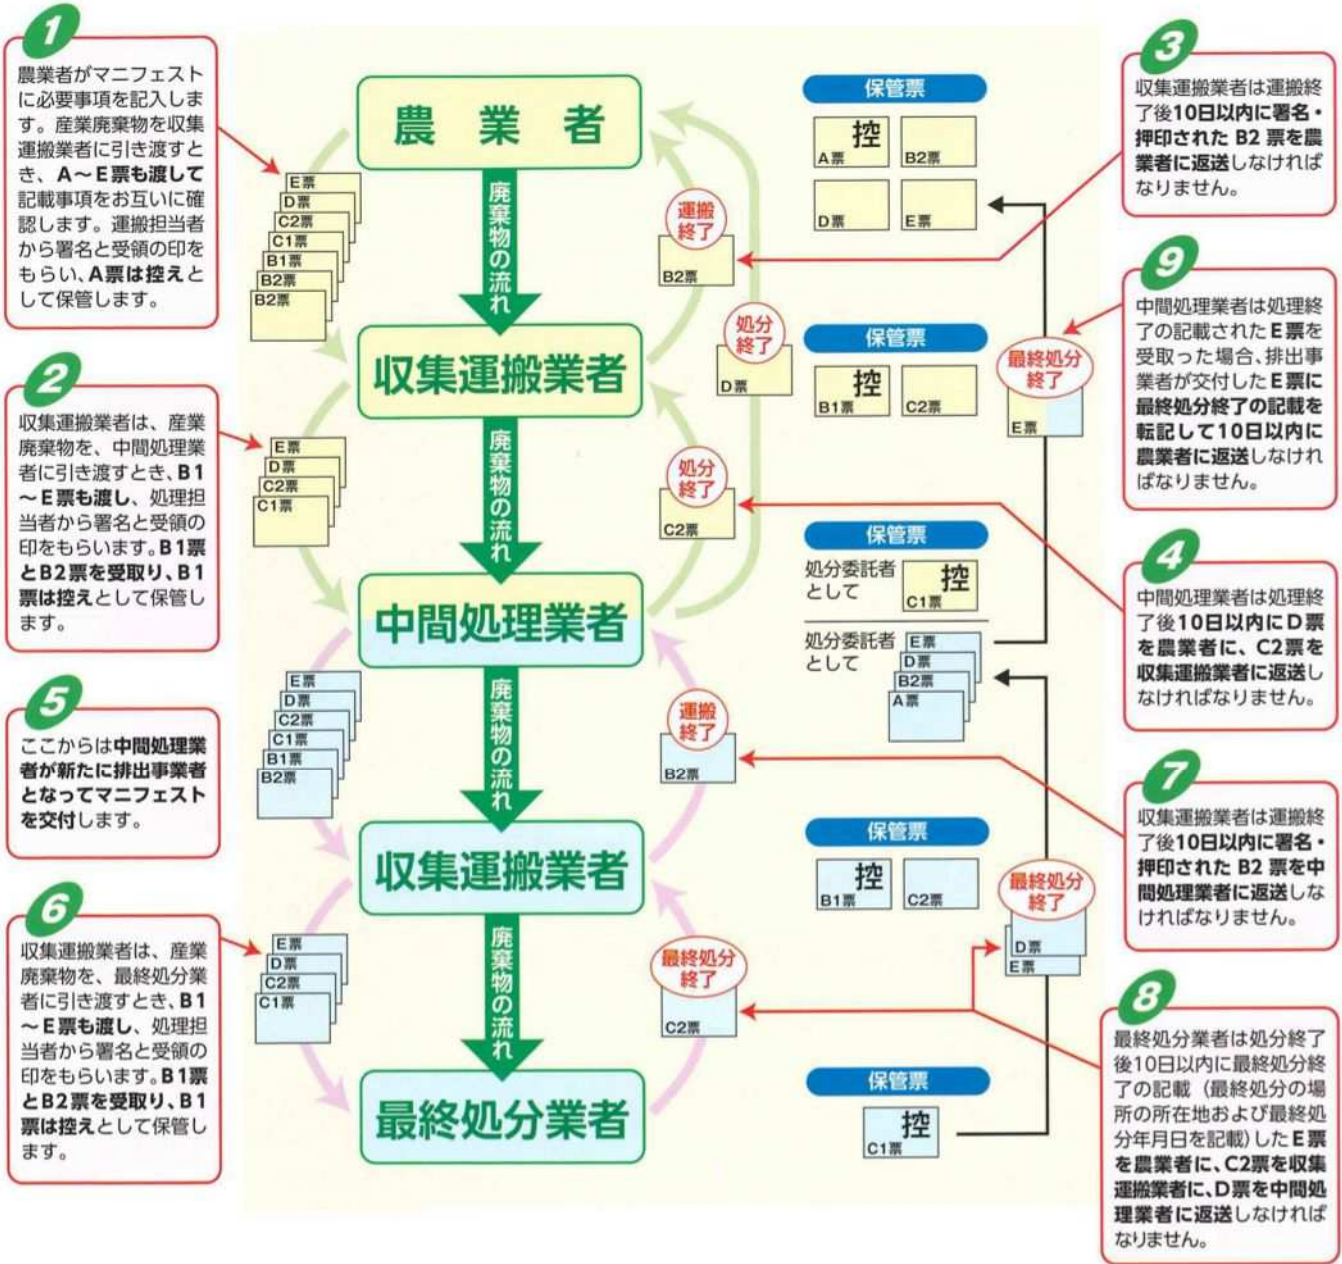 1
農業者がマニフェスト
に必要事項を記入しま
す。産業廃棄物を収集
運搬業者に引き渡すと
き、A～E票も渡して
記載事項をお互いに確
認します。運搬担当者
から署名と受領の印を
もらい、A票は控えと
して保管します。
2
収集運搬業者は、産業
廃棄物を、中間処理業
者に引き渡すとき、B1
～E票も渡し、処理担
当者から署名と受領の
印をもらいます。B1票
とB2票を受取り、B1
票は控えとして保管し
ます。
5
ここからは中間処理業
者が新たに排出事業者
となってマニフェスト
を交付します。
6
収集運搬業者は、産業
廃棄物を、最終処分業
者に引き渡すとき、B1
～E票も渡し、処理担
当者から署名と受領の
印をもらいます。B1票
とB2票を受取り、B1
票は控えとして保管し
ます。
農業者
E票
D票
C2票
C1票
B1票
B2票
B2票
廃棄物の流れ
運搬
終了
B2票
処分
終了
D票
収集運搬業者
E票
D票
C2票
C1票
廃棄物の流れ
処分
終了
C2票
中間処理業者
E票
D票
C2票
C1票
B1票
B2票
廃棄物の流れ
運搬
終了
B2票
収集運搬業者
E票
D票
C2票
C1票
廃棄物の流れ
最終処分
終了
C2票
最終処分業者
保管票
控
A票
B2票
D票
E票
保管票
控
B1票
C2票
最終処分
終了
E票
保管票
処分委託者
として
控
C1票
処分委託者
として
E票
D票
B2票
A票
保管票
控
B1票
C2票
最終処分
終了
D票
E票
保管票
控
C1票
3
収集運搬業者は運搬終
了後10日以内に署名・
押印された B2 票を農
業者に返送しなければ
なりません。
9
中間処理業者は処理終
了の記載されたE票を
受取った場合、排出事
業者が交付したE票に
最終処分終了の記載を
転記して10日以内に
農業者に返送しなけれ
ばなりません。
4
中間処理業者は処理終
了後10日以内にD票
を農業者に、C2票を
収集運搬業者に返送し
なければなりません。
7
収集運搬業者は運搬終
了後10日以内に署名・
押印された B2 票を中
間処理業者に返送しな
ければなりません。
8
最終処分業者は処分終了
後10日以内に最終処分終
了の記載（最終処分の場
所の所在地および最終処
分年月日を記載）したE票
を農業者に、C2票を収集
運搬業者に、D票を中間処
理業者に返送しなければ
なりません。